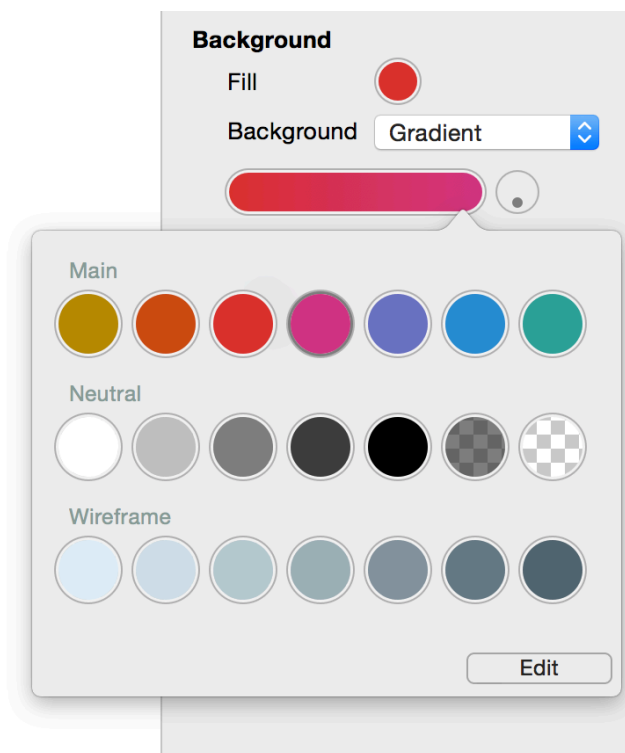 Background
Fill
Background Gradient
Main
Neutral
Wireframe
Edit